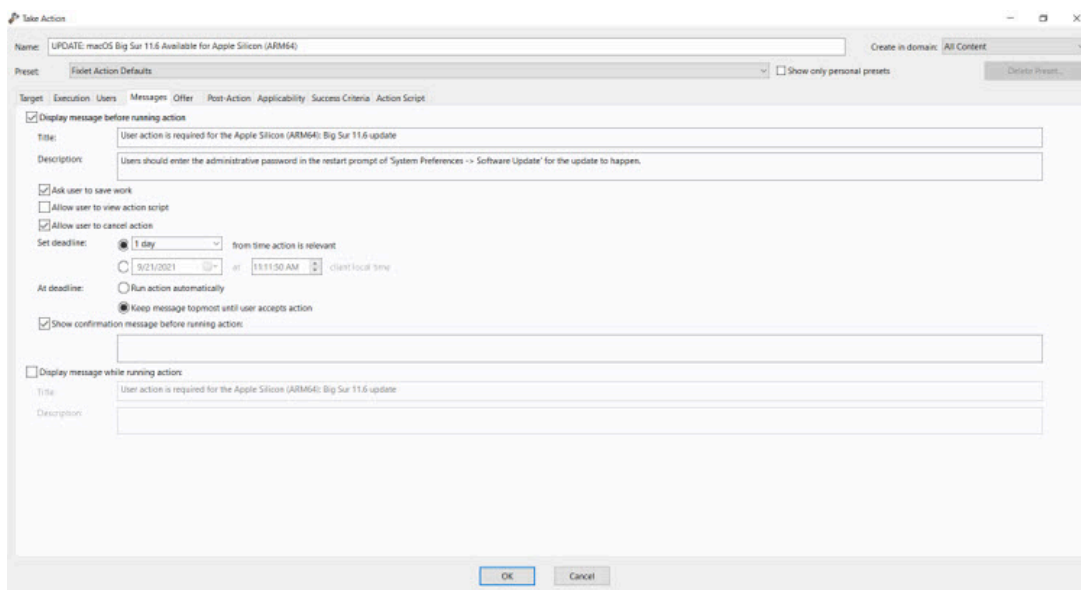 Take Action
Name: UPDATE: macOS Big Sur 11.6 Available for Apple Silicon (ARM64) Create in domain: All Content
Preset: Fixlet Action Defaults Show only personal presets Delete Preset...
Target Execution Users Messages Offer Post-Action Applicability Success Criteria Action Script
Display message before running action
Title: User action is required for the Apple Silicon (ARM64): Big Sur 11.6 update
Description: Users should enter the administrative password in the restart prompt of 'System Preferences -> Software Update' for the update to happen.
Ask user to save work
Allow user to view action script
Allow user to cancel action
Set deadline: 1 day from time action is relevant
9/21/2021 at 11:11:50 AM client local time
At deadline: Run action automatically
Keep message topmost until user accepts action
Show confirmation message before running action:
Display message while running action:
Title: User action is required for the Apple Silicon (ARM64): Big Sur 11.6 update
Description:
OK Cancel